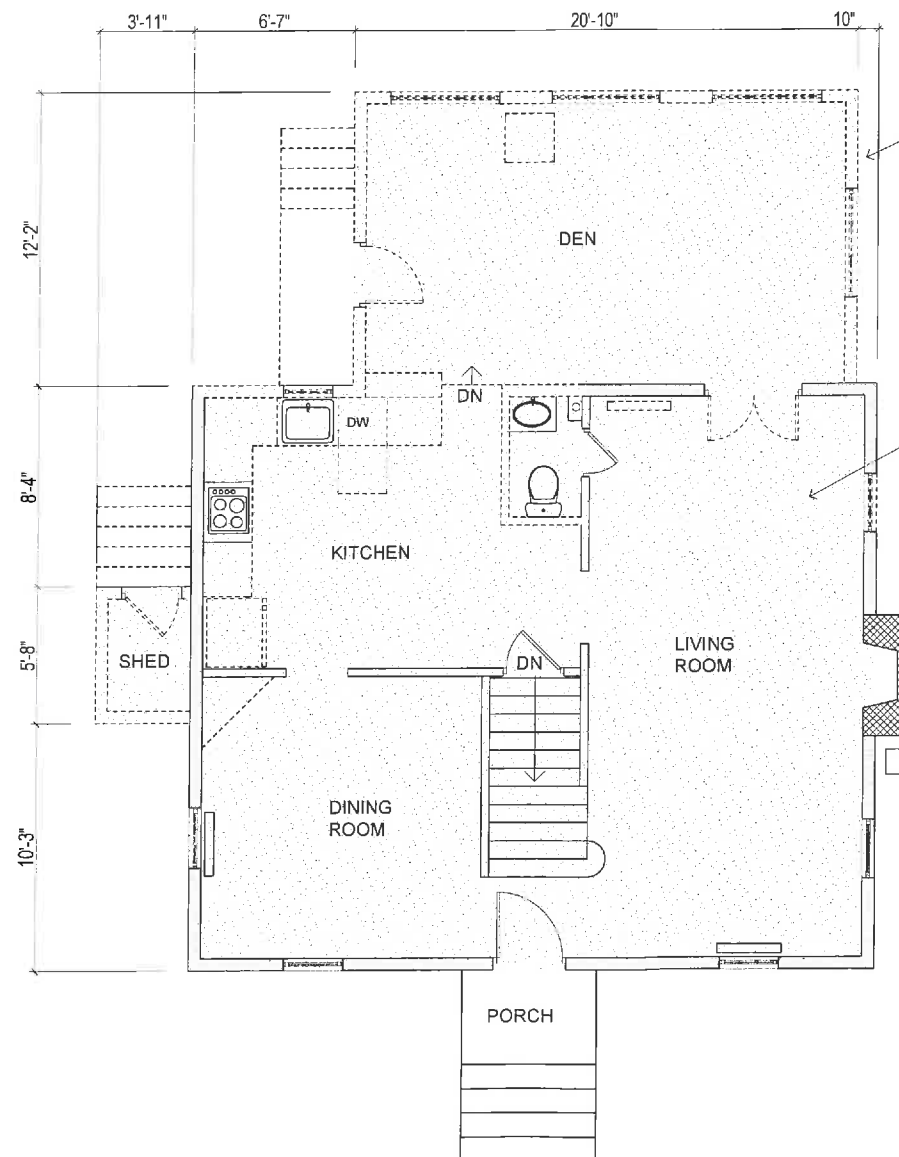 3'-11"
6'-7"
20'-10"
10"
12'-2"
DEN
DN
DW
8'-4"
KITCHEN
5'-8"
SHED
DN
LIVING
ROOM
10'-3"
DINING
ROOM
PORCH